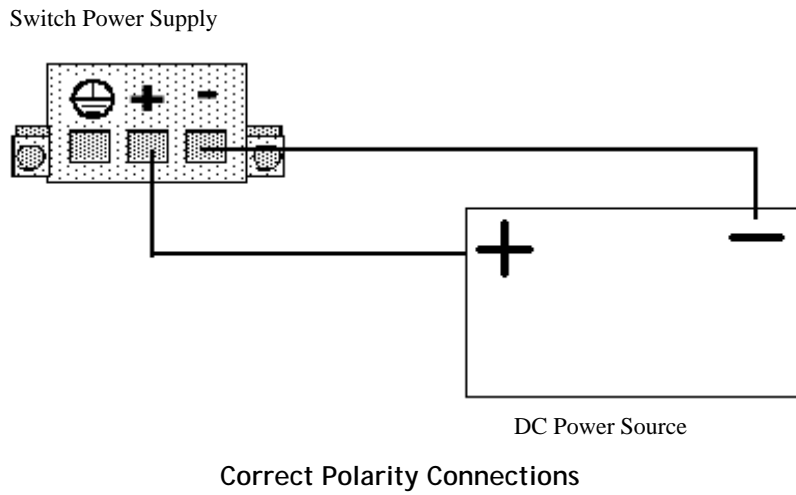 Switch Power Supply
+ -
+ -
DC Power Source
Correct Polarity Connections